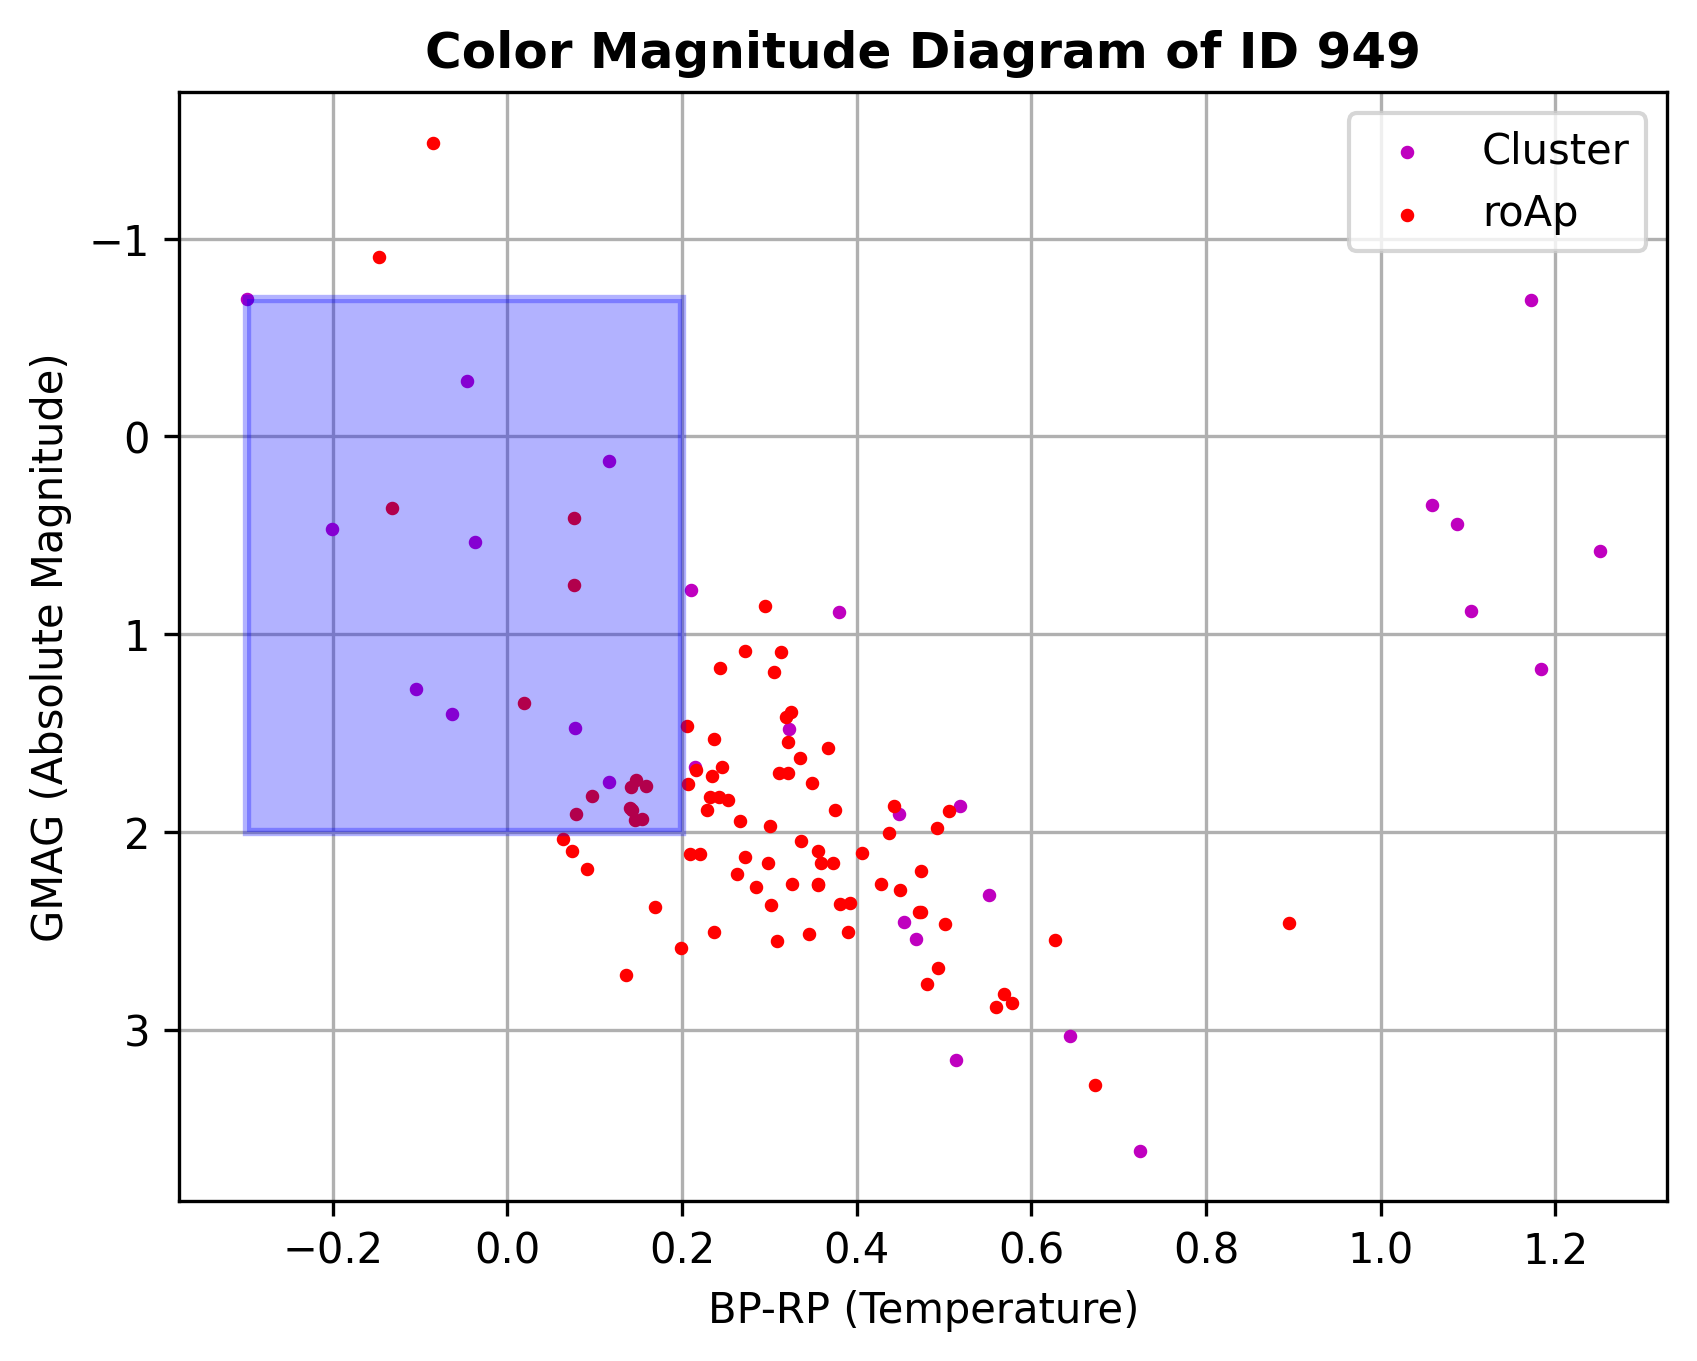 Color Magnitude Diagram of ID 949
Cluster
roAp
−1
0
1
2
3
GMAG (Absolute Magnitude)
−0.2 0.0 0.2 0.4 0.6 0.8 1.0 1.2
BP-RP (Temperature)